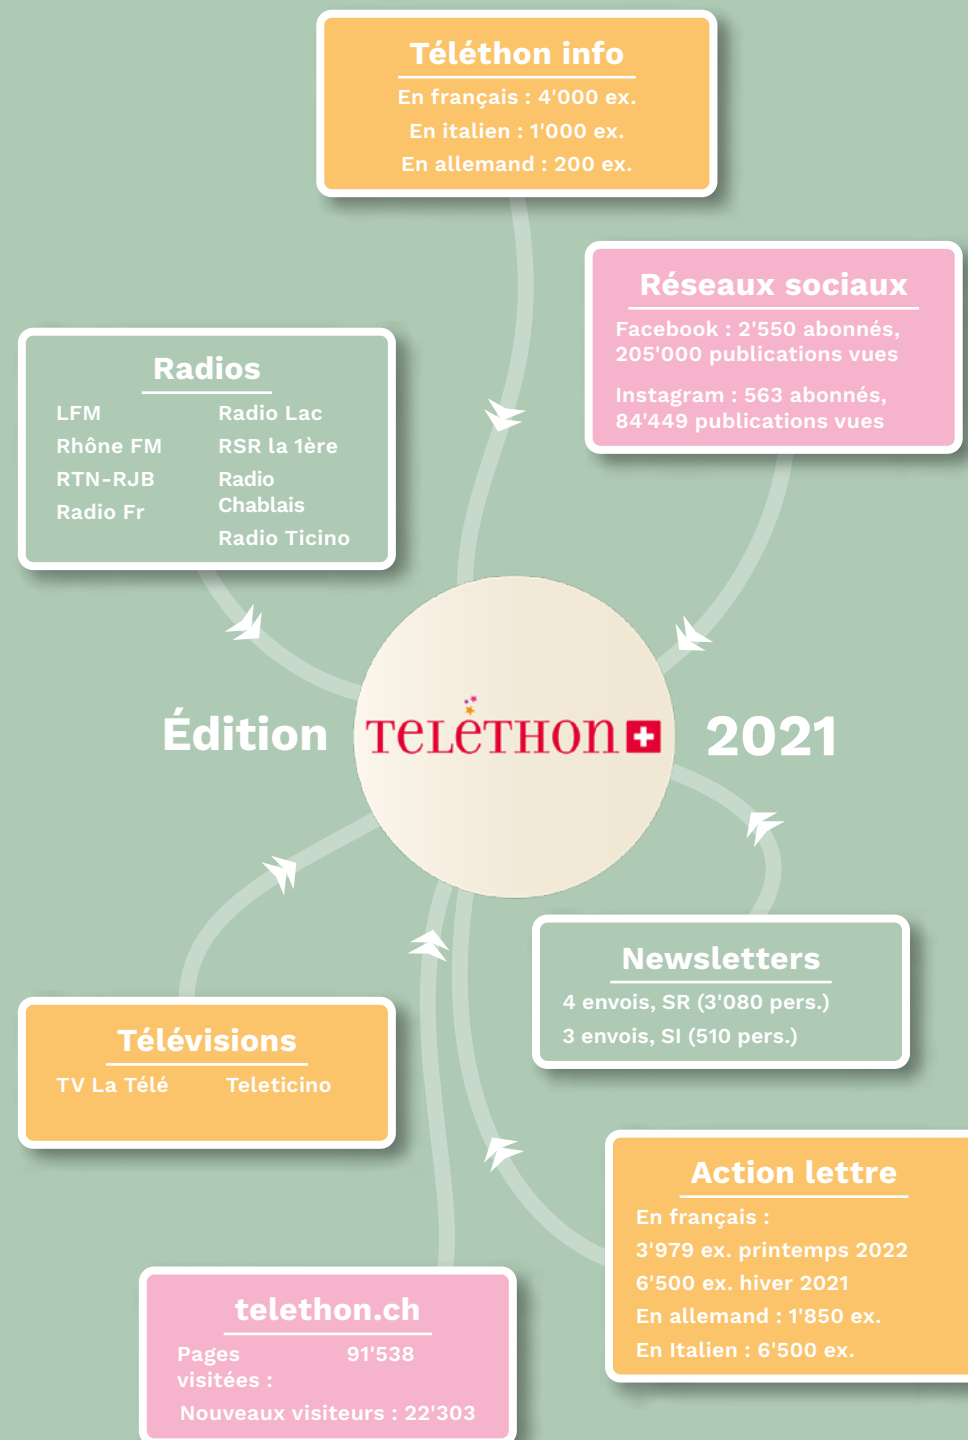 Téléthon info
En français : 4'000 ex.
En italien : 1'000 ex.
En allemand : 200 ex.
Réseaux sociaux
Facebook : 2'550 abonnés,
205'000 publications vues
Instagram : 563 abonnés,
84'449 publications vues
Radios
LFM
Rhône FM
RTN-RJB
Radio Fr
Radio Lac
RSR la 1ère
Radio
Chablais
Radio Ticino
Édition
TELETHON
2021
Newsletters
4 envois, SR (3'080 pers.)
3 envois, SI (510 pers.)
Télévisions
TV La Télé
Teleticino
Action lettre
En français :
3'979 ex. printemps 2022
6'500 ex. hiver 2021
En allemand : 1'850 ex.
En Italien : 6'500 ex.
telethon.ch
Pages 91'538
visitées :
Nouveaux visiteurs : 22'303